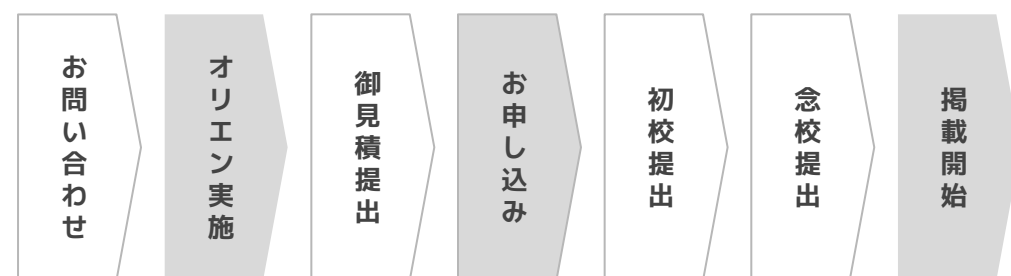 お問い合わせ
オリエン実施
御見積提出
お申し込み
初校提出
念校提出
掲載開始